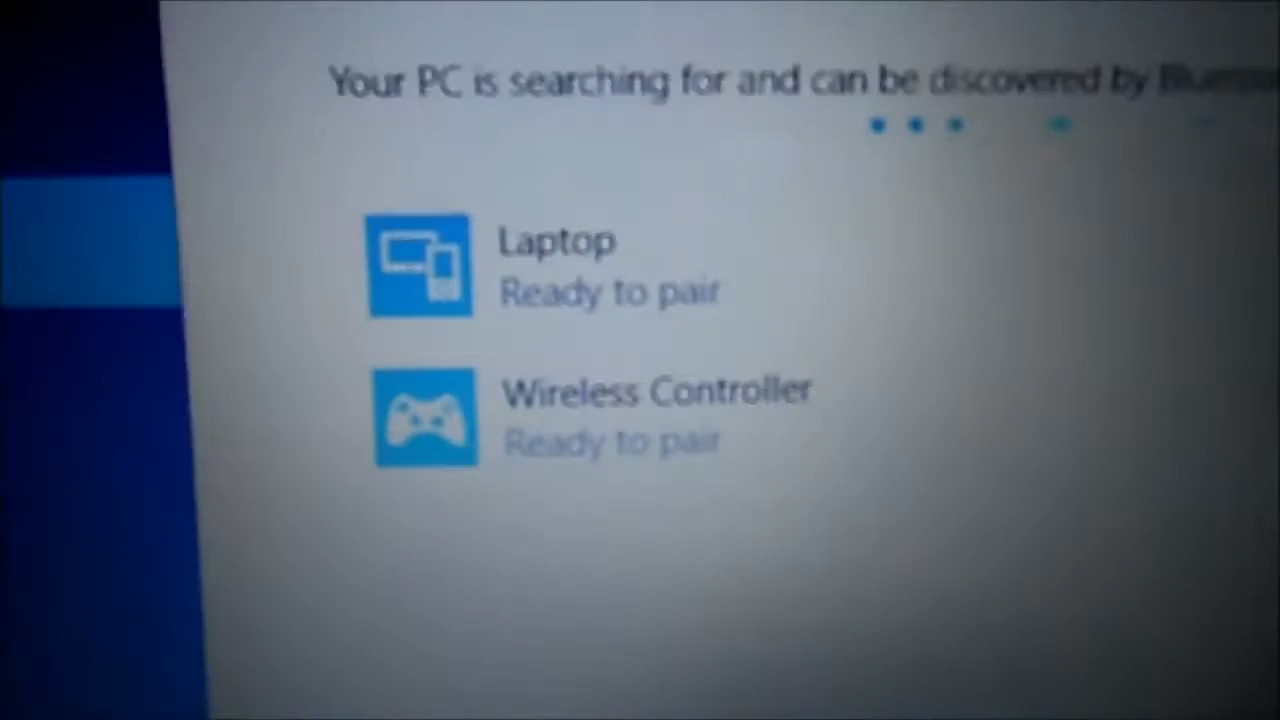 Your PC is searching for and can be discovered by
Laptop
Ready to pair
Wireless Controller
Ready to pair